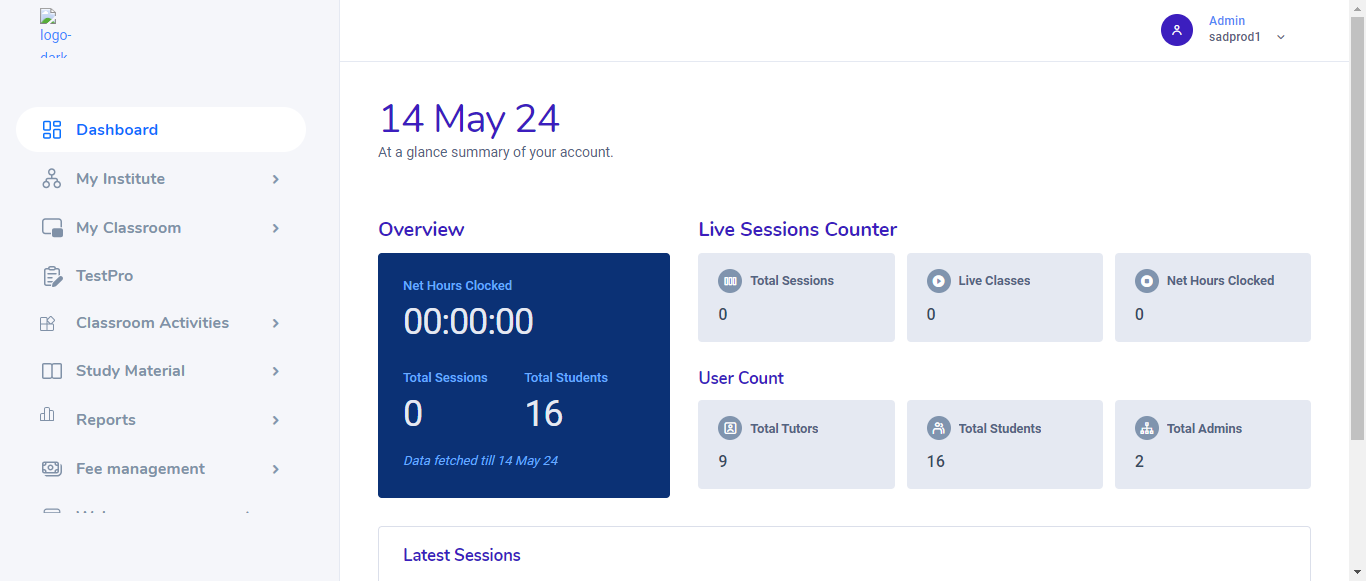 logo-
dark
Admin
sadprod1
Dashboard
My Institute
My Classroom
TestPro
Classroom Activities
Study Material
Reports
Fee management
14 May 24
At a glance summary of your account.
Overview
Net Hours Clocked
00:00:00
Total Sessions
Total Students
0
16
Data fetched till 14 May 24
Live Sessions Counter
Total Sessions
0
Live Classes
0
Net Hours Clocked
0
User Count
Total Tutors
9
Total Students
16
Total Admins
2
Latest Sessions